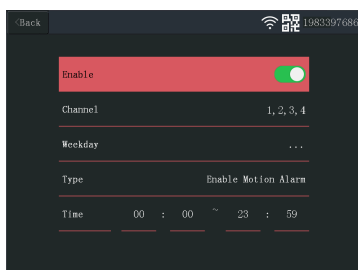 <Back 1983397686
Enable
Channel 1, 2, 3, 4
Weekday ...
Type Enable Motion Alarm
Time 00 : 00 ~ 23 : 59